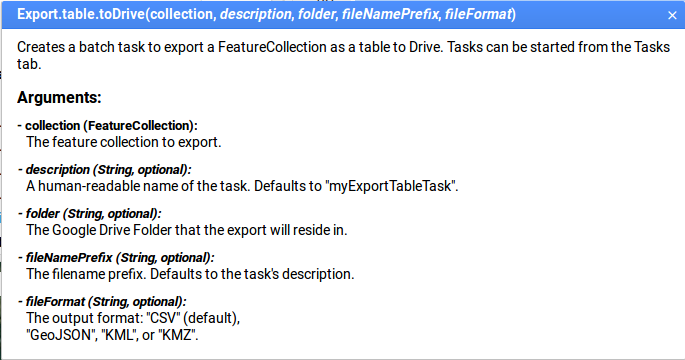 Export.table.toDrive(collection, description, folder, fileNamePrefix, fileFormat)
Creates a batch task to export a FeatureCollection as a table to Drive. Tasks can be started from the Tasks
tab.
Arguments:
- collection (FeatureCollection):
The feature collection to export.
- description (String, optional):
A human-readable name of the task. Defaults to "myExportTableTask".
- folder (String, optional):
The Google Drive Folder that the export will reside in.
- fileNamePrefix (String, optional):
The filename prefix. Defaults to the task's description.
- fileFormat (String, optional):
The output format: "CSV" (default),
"GeoJSON", "KML", or "KMZ".